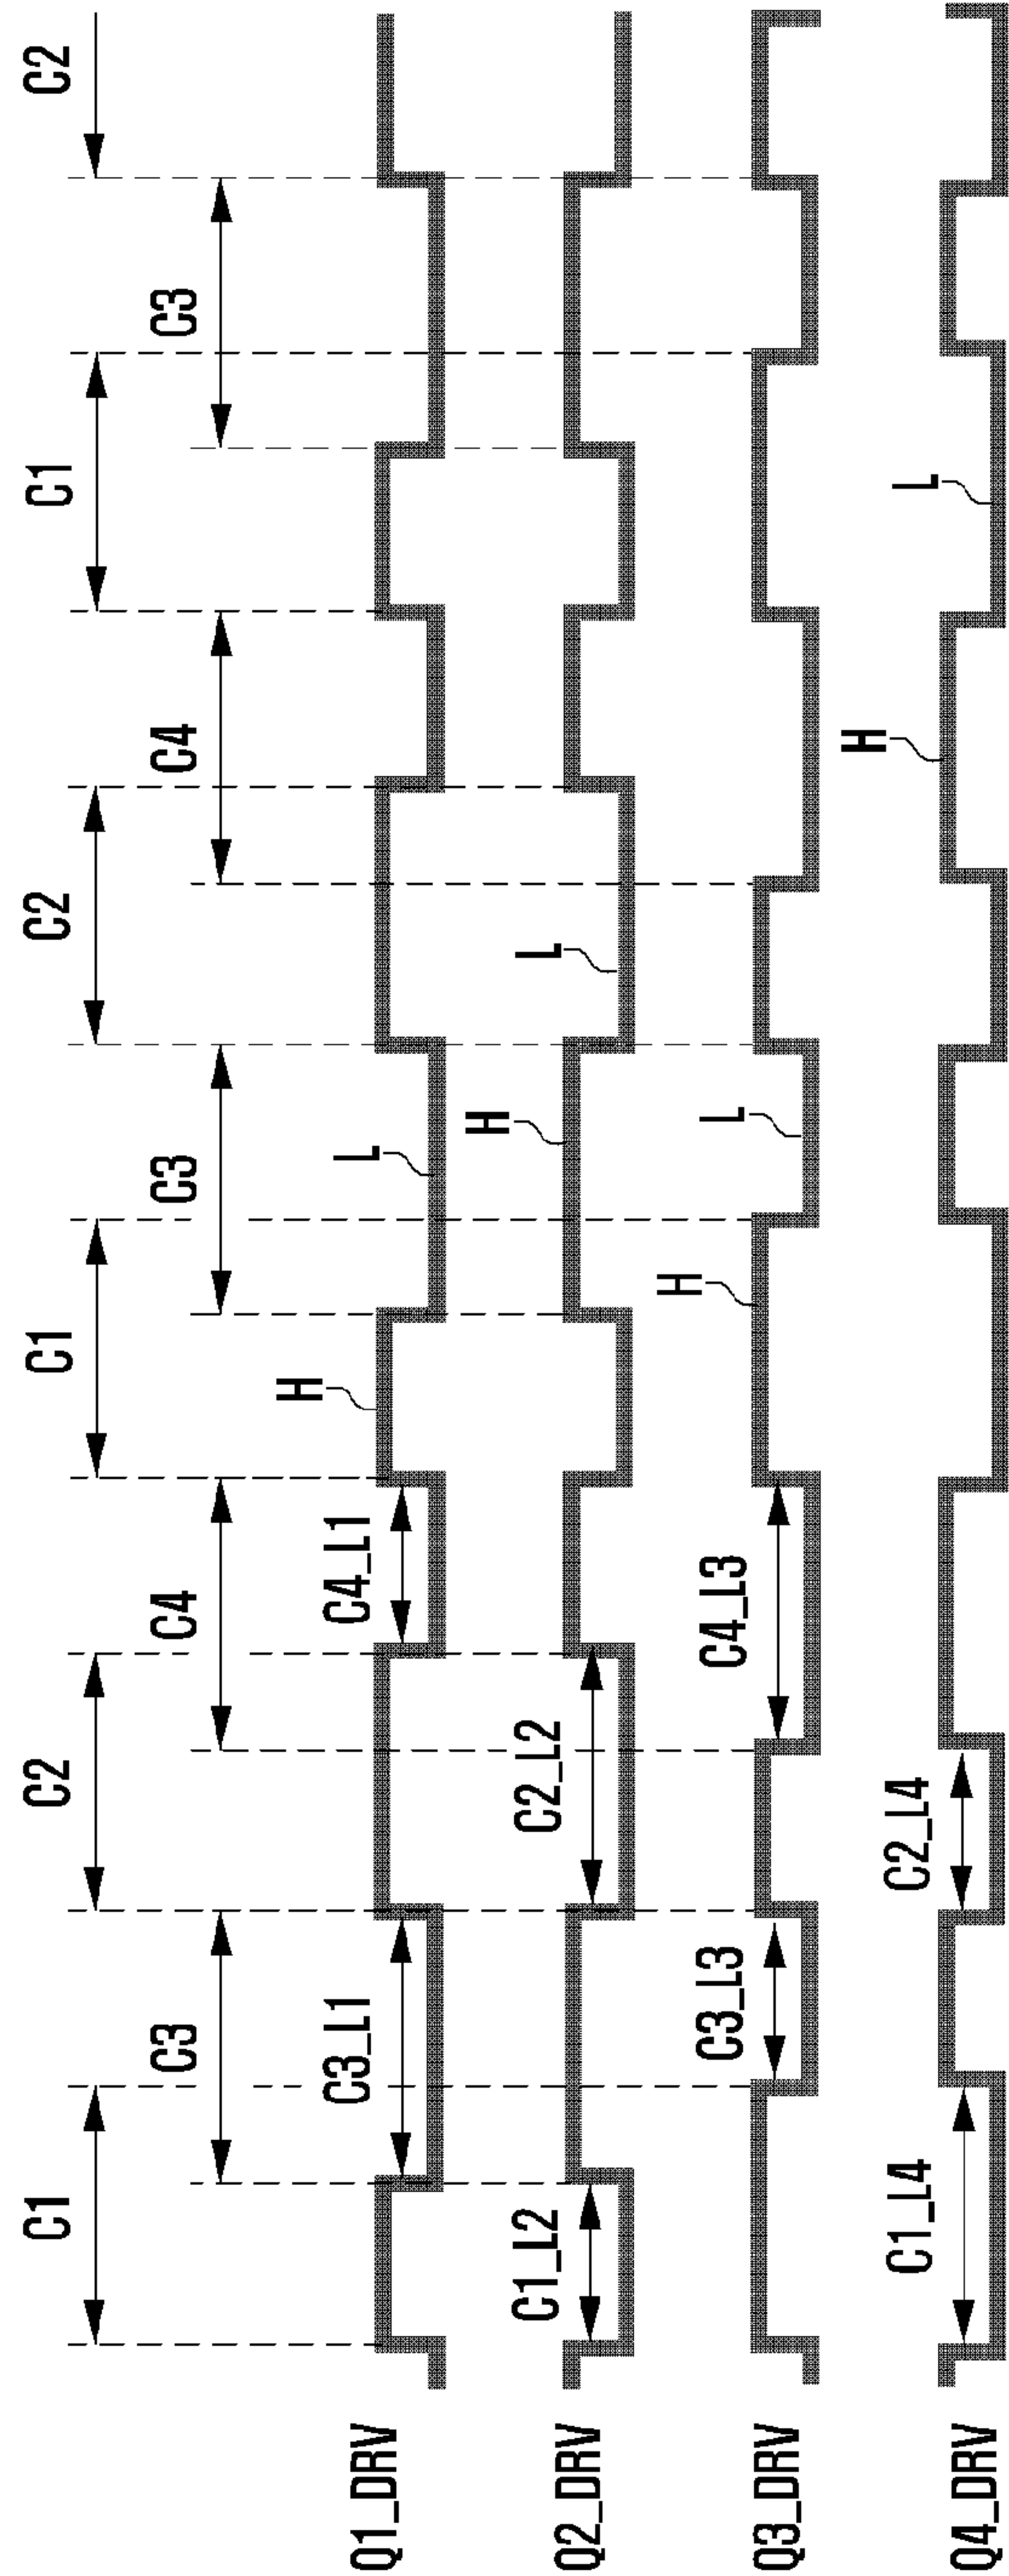 C1 C2 C1 C2 C1 C2
C3 C4 C3 C4 C3
Q1_DRV C3_L1 C4_L1 H L
Q2_DRV C1_L2 C2_L2 H L
Q3_DRV C3_L3 C4_L3 H L
Q4_DRV C1_L4 C2_L4 H L